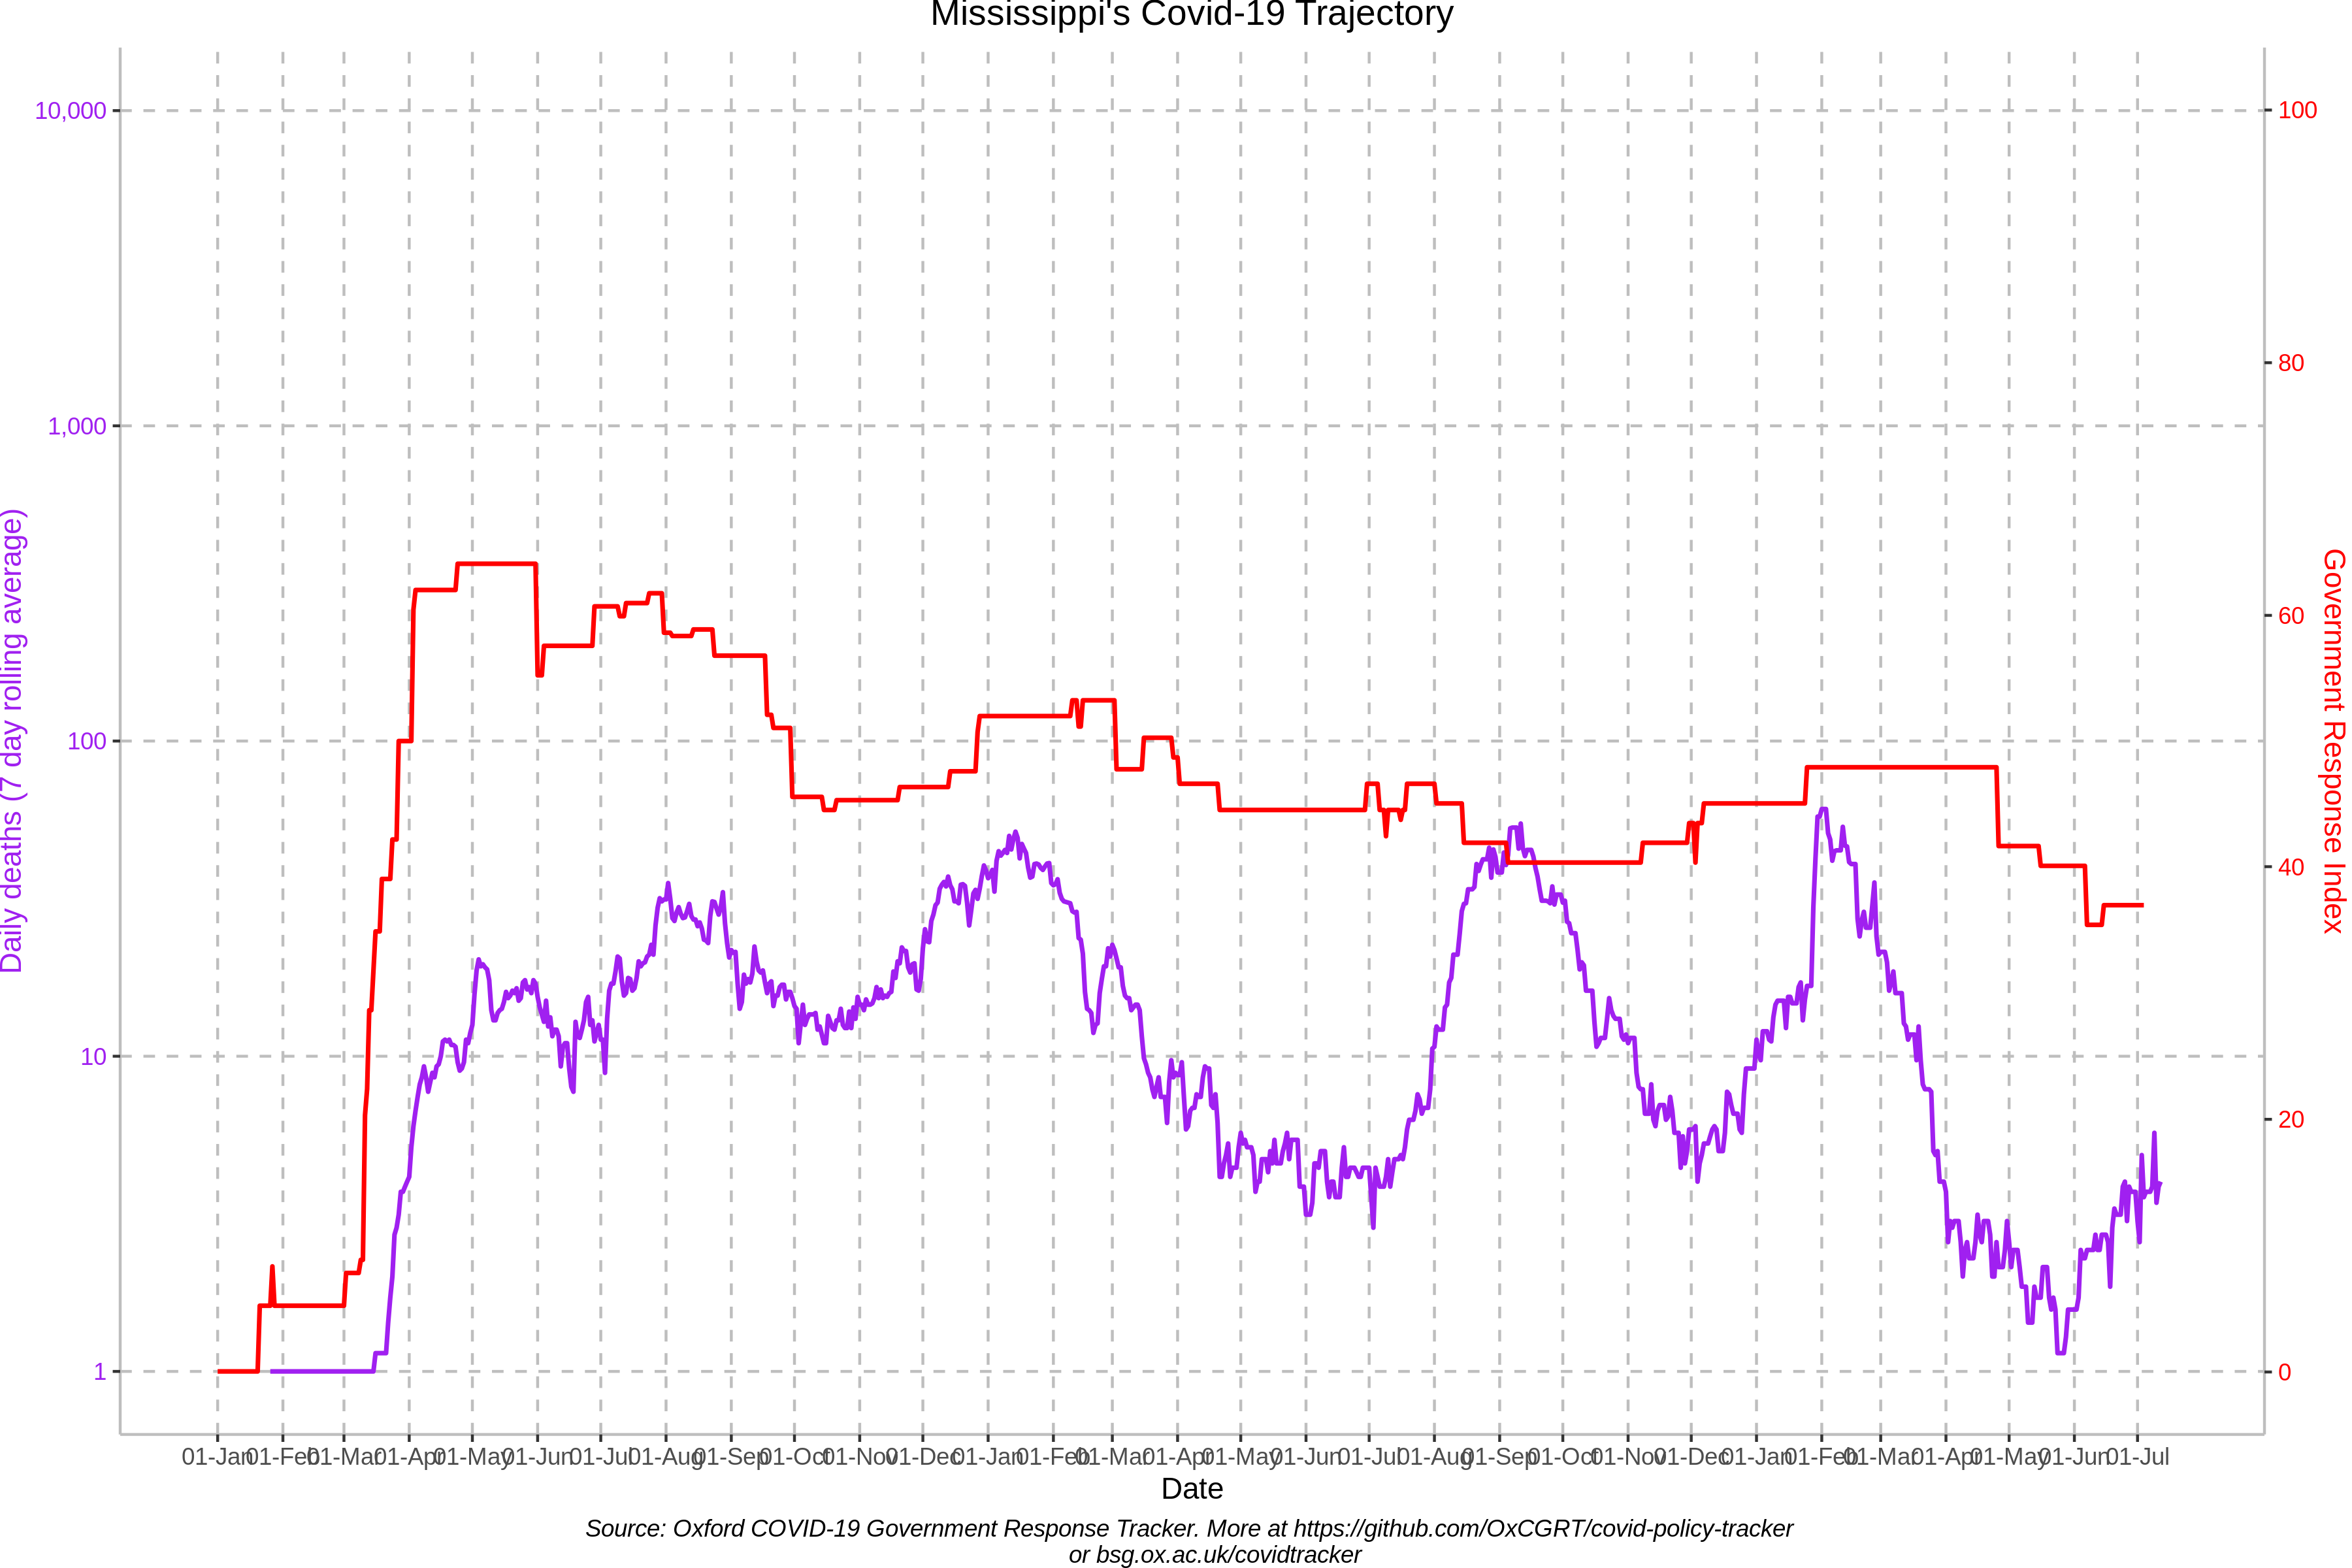 Mississippi's Covid-19 Trajectory
10,000
1,000
100
10
1
Daily deaths (7 day rolling average)
100
80
60
40
20
0
Government Response Index
01-Jan 01-Feb 01-Mar 01-Apr 01-May 01-Jun 01-Jul 01-Aug 01-Sep 01-Oct 01-Nov 01-Dec 01-Jan 01-Feb 01-Mar 01-Apr 01-May 01-Jun 01-Jul 01-Aug 01-Sep 01-Oct 01-Nov 01-Dec 01-Jan 01-Feb 01-Mar 01-Apr 01-May 01-Jun 01-Jul
Date
Source: Oxford COVID-19 Government Response Tracker. More at https://github.com/OxCGRT/covid-policy-tracker
or bsg.ox.ac.uk/covidtracker